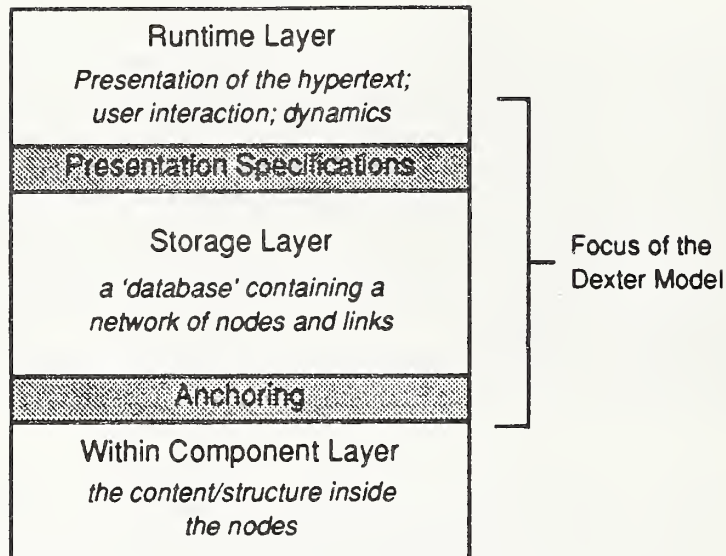 Runtime Layer
Presentation of the hypertext;
user interaction; dynamics
Presentation Specifications
Storage Layer
a 'database' containing a
network of nodes and links
Focus of the
Dexter Model
Anchoring
Within Component Layer
the content/structure inside
the nodes